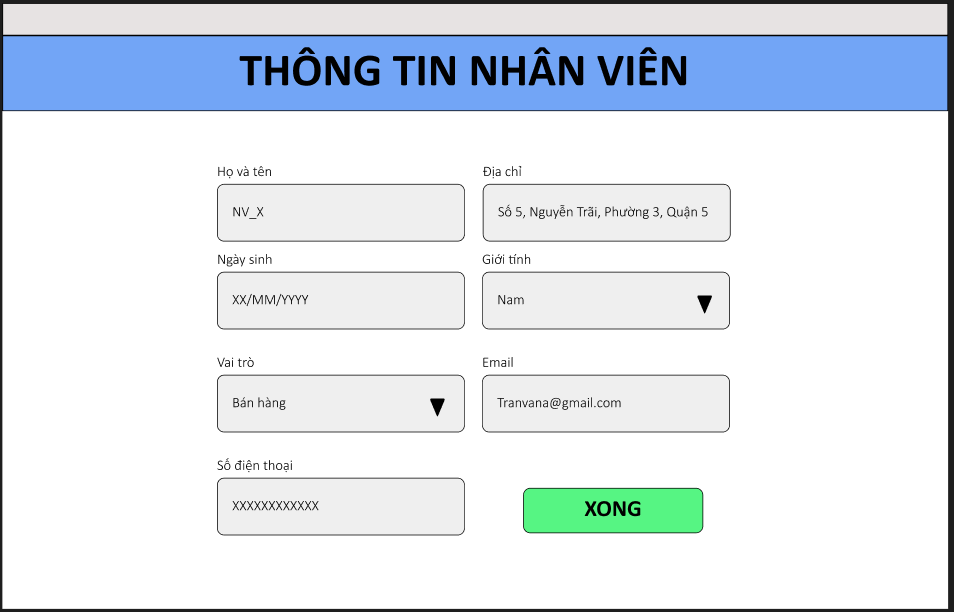 THÔNG TIN NHÂN VIÊN
Họ và tên
NV_X
Địa chỉ
Số 5, Nguyễn Trãi, Phường 3, Quận 5
Ngày sinh
XX/MM/YYYY
Giới tính
Nam
Vai trò
Bán hàng
Email
Tranvana@gmail.com
Số điện thoại
XXXXXXXXXXXX
XONG